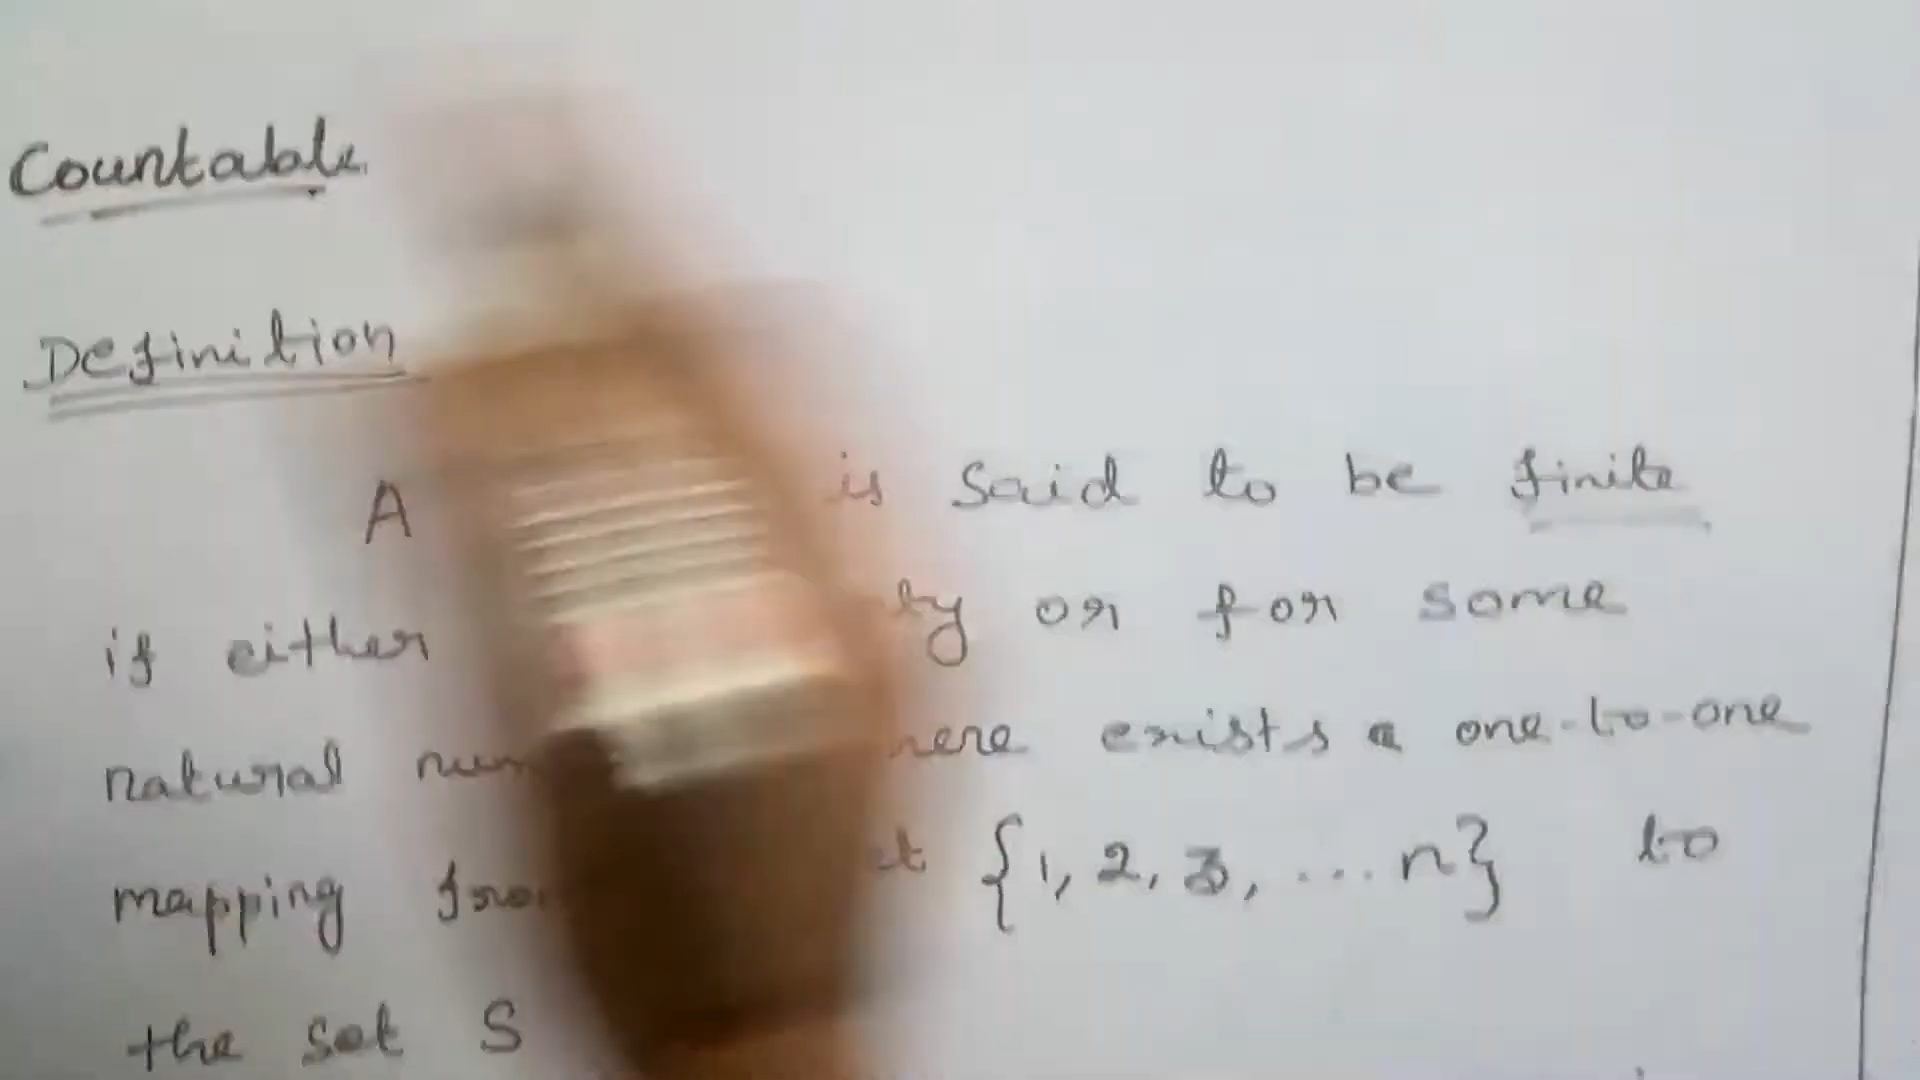 Countable
Definition
A is said to be finite
if either or for some
natural exists a one-to-one
mapping {1, 2, 3, ... n} to
the set S